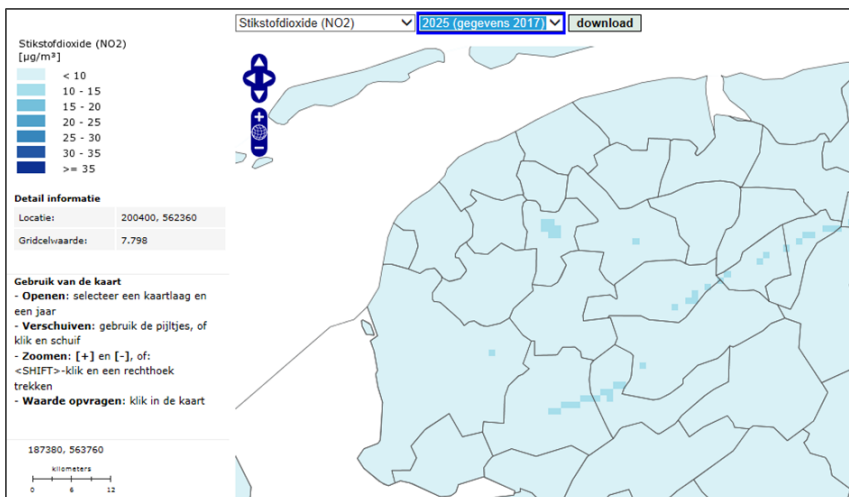 Stikstofdioxide (NO2)
2025 (gegevens 2017)
download
Stikstofdioxide (NO2)
[µg/m³]
< 10
10 - 15
15 - 20
20 - 25
25 - 30
30 - 35
>= 35
Detail informatie
Locatie: 200400, 562360
Gridcelwaarde: 7.798
Gebruik van de kaart
- Openen: selecteer een kaartlaag en
een jaar
- Verschuiven: gebruik de pijltjes, of
klik en schuif
- Zoomen: [+] en [-], of:
<SHIFT>-klik en een rechthoek
trekken
- Waarde opvragen: klik in de kaart
187380, 563760
kilometers
0 6 12